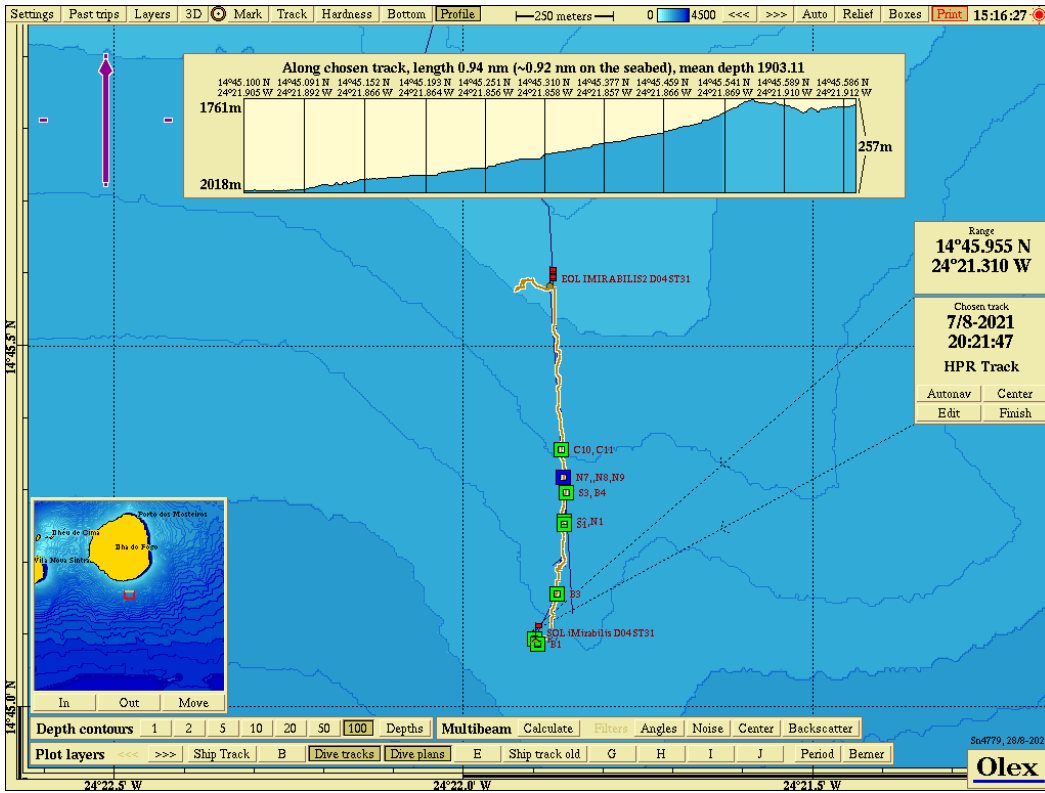 Settings Past trips Layers 3D Mark Track Hardness Bottom Profile 250 meters 0 4500 <<< >>> Auto Relief Boxes Print 15:16:27
Along chosen track, length 0.94 nm (~0.92 nm on the seabed), mean depth 1903.11
14°45.100 N 14°45.091 N 14°45.152 N 14°45.193 N 14°45.251 N 14°45.310 N 14°45.377 N 14°45.459 N 14°45.541 N 14°45.589 N 14°45.586 N
24°21.905 W 24°21.892 W 24°21.866 W 24°21.864 W 24°21.856 W 24°21.858 W 24°21.857 W 24°21.466 W 24°21.869 W 24°21.910 W 24°21.912 W
1761m
257m
2018m
Range
14°45.955 N
24°21.310 W
EOL IMIRABILIS2 D04 ST31
Chosen track
7/8-2021
20:21:47
HPR Track
Autonav Center
Edit Finish
14°45.5' N
C10, C11
N7,,N8,N9
S3, B4
B3
SOL iMirabilis D04 ST31
B1
Porto dos Mosteiros
Ilhéu de Cima
Ilha do Fogo
Vila Nova Sintra
In Out Move
14°45.0' N
Depth contours 1 2 5 10 20 50 100 Depths Multibeam Calculate Filters Angles Noise Center Backscatter
Plot layers <<< >>> Ship Track B Dive tracks Dive plans E Ship track old G H I J Period Berner
Sn4779, 28/8-202
Olex
24°22.5' W 24°22.0' W 24°21.5' W